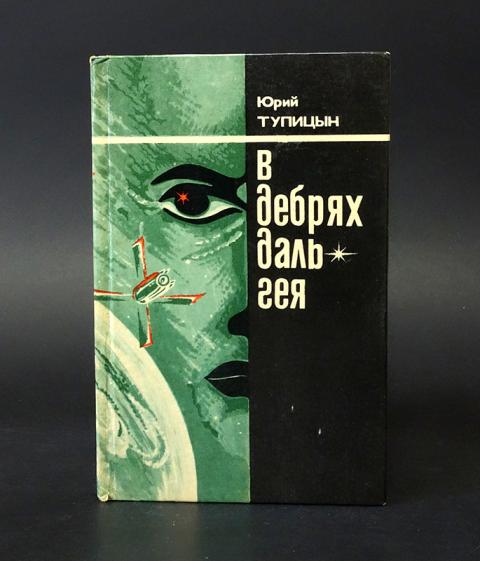 Юрий
ТУПИЦЫН
В
дебрях
даль
гея